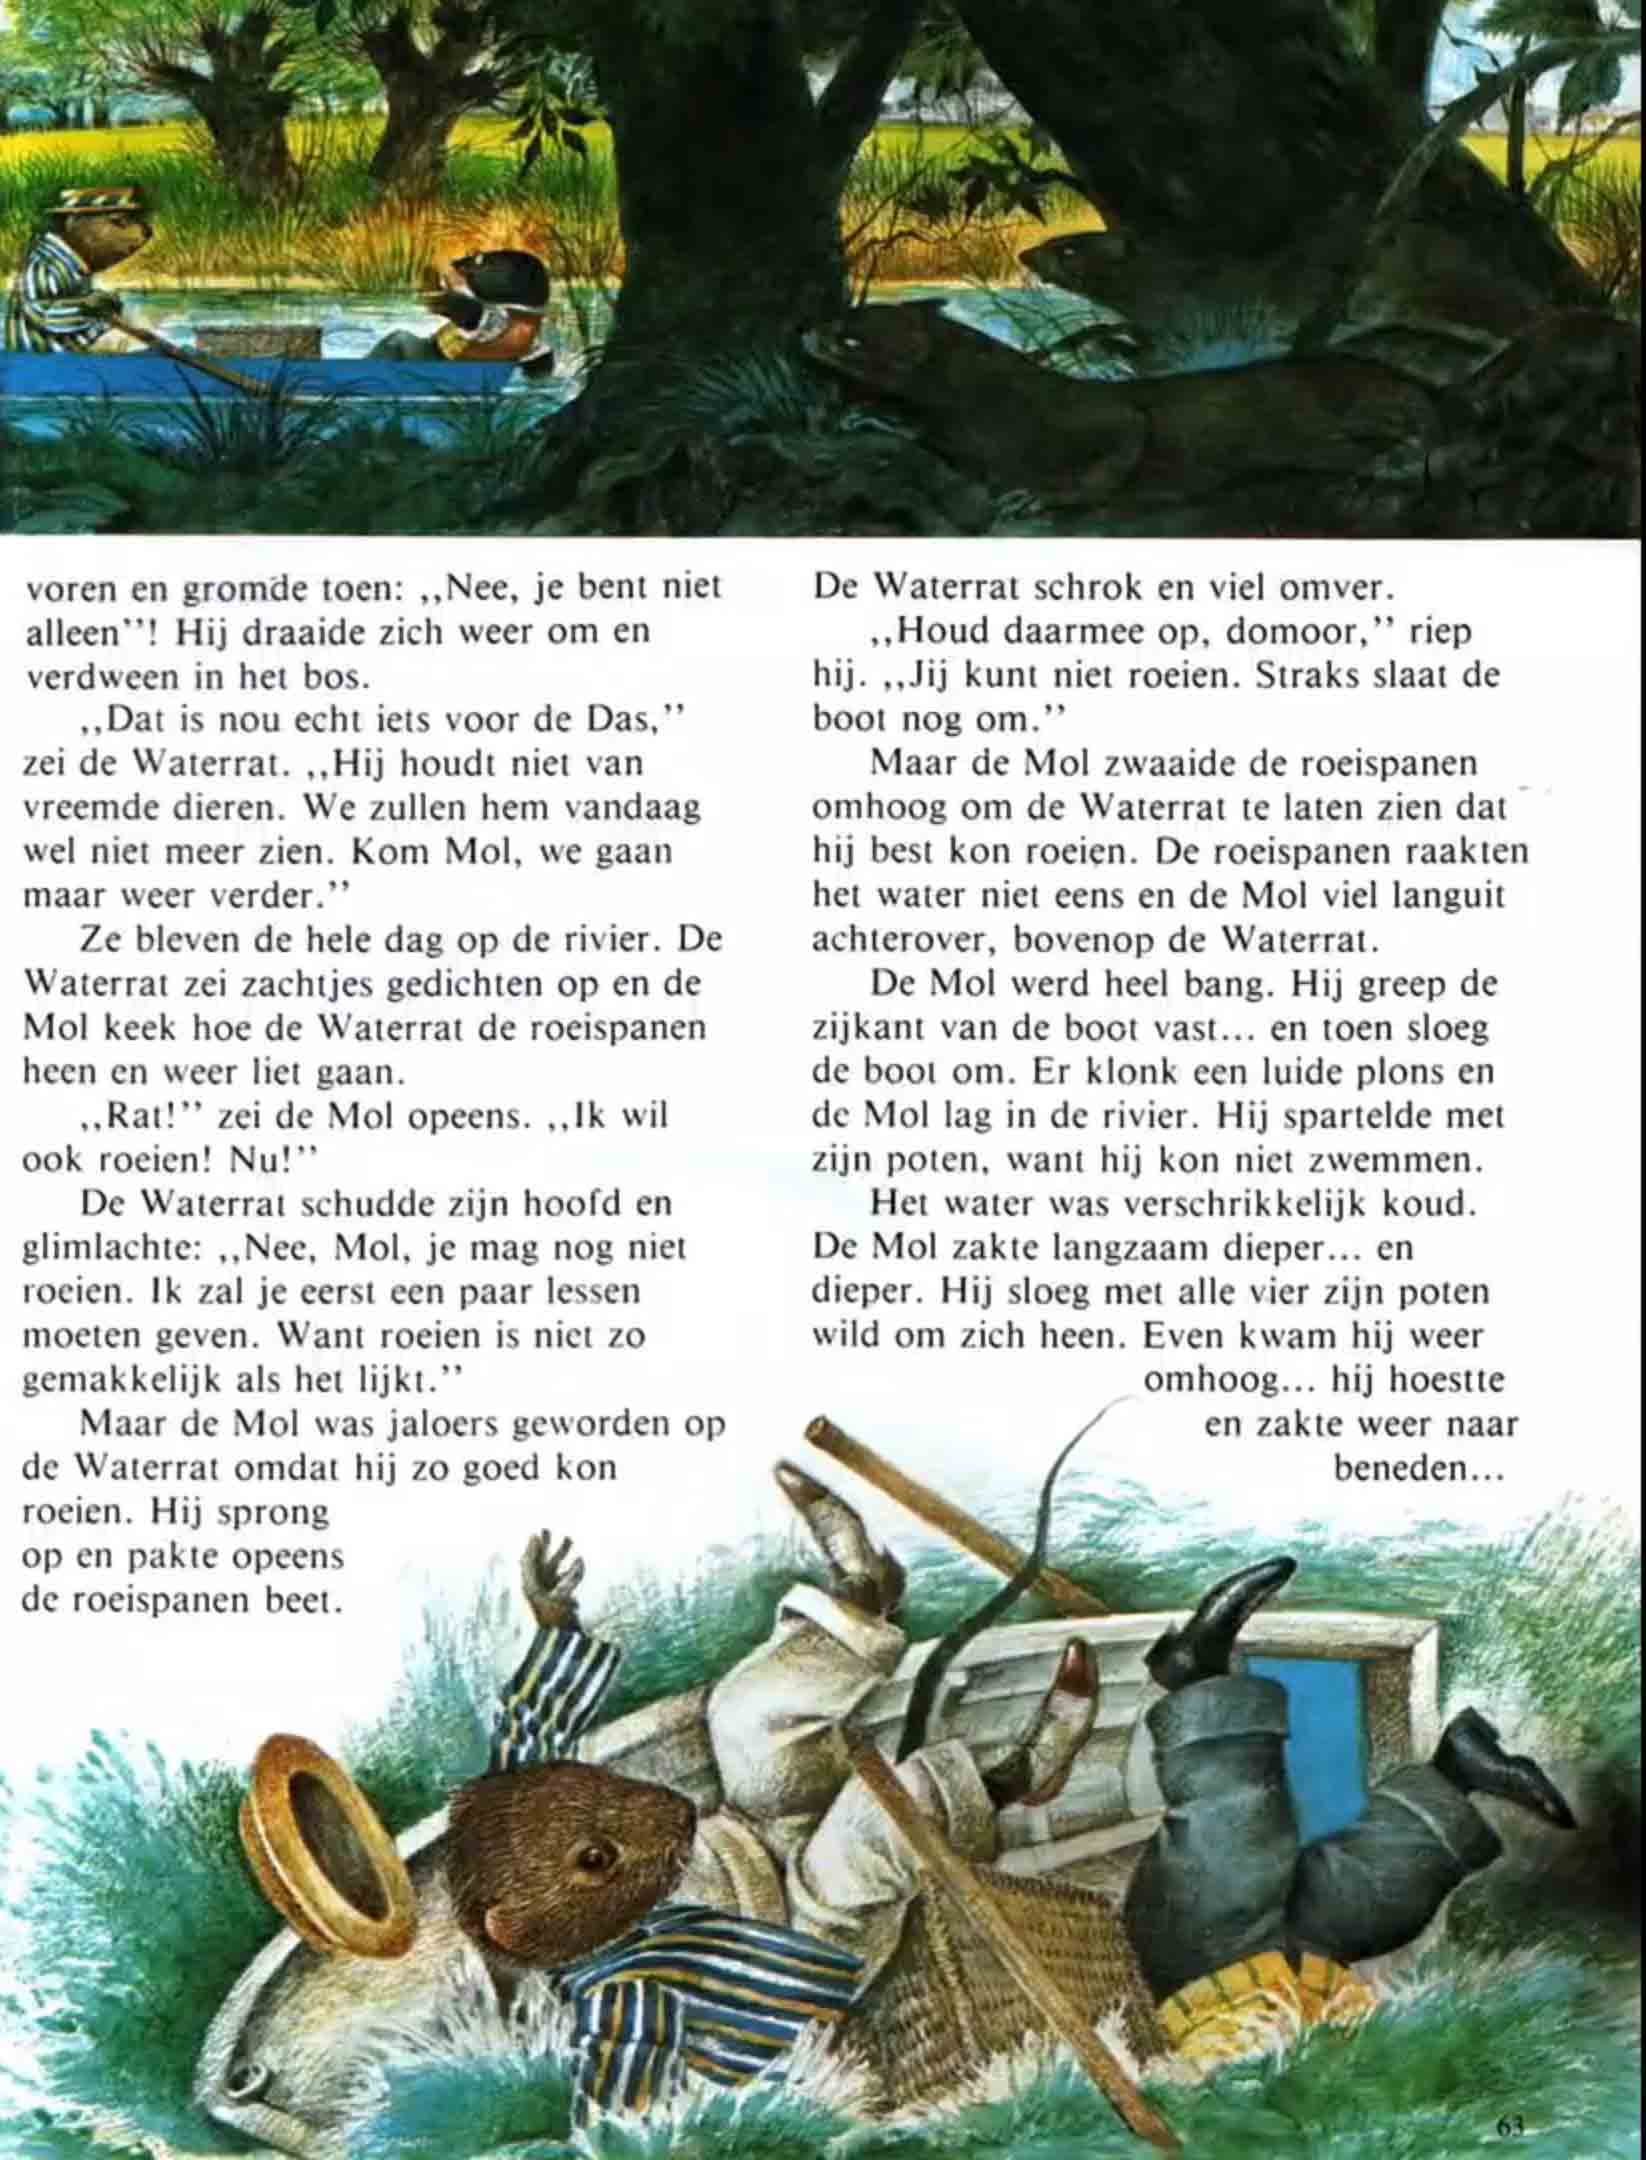 voren en gromde toen: ,,Nee, je bent niet
alleen”! Hij draaide zich weer om en
verdween in het bos.
,,Dat is nou echt iets voor de Das,”
zei de Waterrat. ,,Hij houdt niet van
vreemde dieren. We zullen hem vandaag
wel niet meer zien. Kom Mol, we gaan
maar weer verder.”
Ze bleven de hele dag op de rivier. De
Waterrat zei zachtjes gedichten op en de
Mol keek hoe de Waterrat de roeispanen
heen en weer liet gaan.
,,Rat!” zei de Mol opeens. ,,Ik wil
ook roeien! Nu!”
De Waterrat schudde zijn hoofd en
glimlachte: ,,Nee, Mol, je mag nog niet
roeien. Ik zal je eerst een paar lessen
moeten geven. Want roeien is niet zo
gemakkelijk als het lijkt.”
Maar de Mol was jaloers geworden op
de Waterrat omdat hij zo goed kon
roeien. Hij sprong
op en pakte opeens
de roeispanen beet.
De Waterrat schrok en viel omver.
,,Houd daarmee op, domoor,” riep
hij. ,,Jij kunt niet roeien. Straks slaat de
boot nog om.”
Maar de Mol zwaaide de roeispanen
omhoog om de Waterrat te laten zien dat
hij best kon roeien. De roeispanen raakten
het water niet eens en de Mol viel languit
achterover, bovenop de Waterrat.
De Mol werd heel bang. Hij greep de
zijkant van de boot vast... en toen sloeg
de boot om. Er klonk een luide plons en
de Mol lag in de rivier. Hij spartelde met
zijn poten, want hij kon niet zwemmen.
Het water was verschrikkelijk koud.
De Mol zakte langzaam dieper... en
dieper. Hij sloeg met alle vier zijn poten
wild om zich heen. Even kwam hij weer
omhoog... hij hoestte
en zakte weer naar
beneden...
63